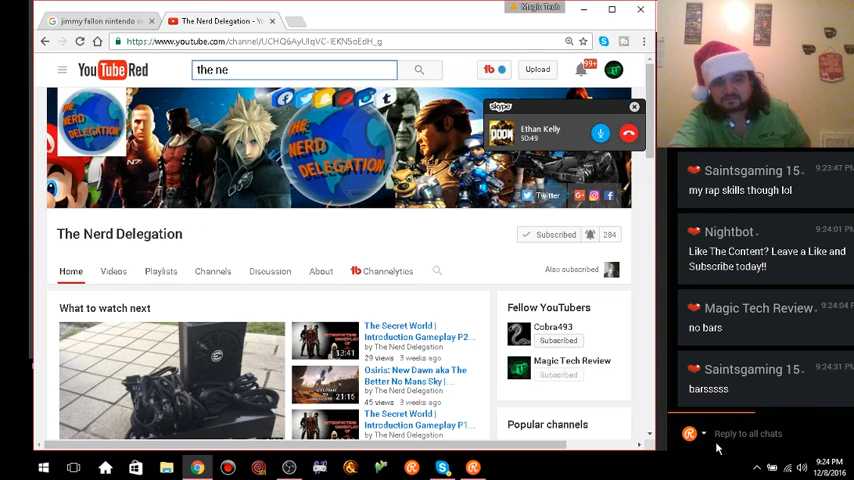 Magic Tech
jimmy fallon nintendo s
The Nerd Delegation - Yo
https://www.youtube.com/channel/UCHQ6AyUIqVC-IEKN5oEdH_g
YouTube Red
the ne
Upload
99+
THE NERD DELEGATION
THE NERD DELEGATION
skype
Ethan Kelly
50:49
Twitter
The Nerd Delegation
Subscribed
284
Home
Videos
Playlists
Channels
Discussion
About
Channelytics
Also subscribed
What to watch next
The Secret World |
Introduction Gameplay P2...
by The Nerd Delegation
29 views 3 weeks ago
13:41
Osiris: New Dawn aka The
Better No Mans Sky |...
by The Nerd Delegation
45 views 3 weeks ago
21:15
The Secret World |
Introduction Gameplay P1...
by The Nerd Delegation
Fellow YouTubers
Cobra493
Subscribed
Magic Tech Review
Subscribed
Popular channels
Saintsgaming 15
9:23:47 PM
my rap skills though lol
Nightbot
9:24:01 PM
Like The Content? Leave a Like and
Subscribe today!!
Magic Tech Review
9:24:04 PM
no bars
Saintsgaming 15
9:24:31 PM
barsssss
Reply to all chats
9:24 PM
12/8/2016